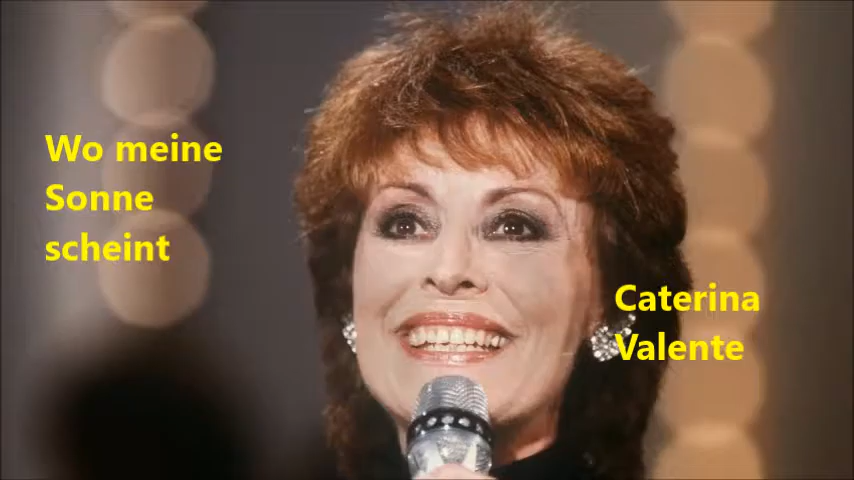 Wo meine
Sonne
scheint
Caterina
Valente